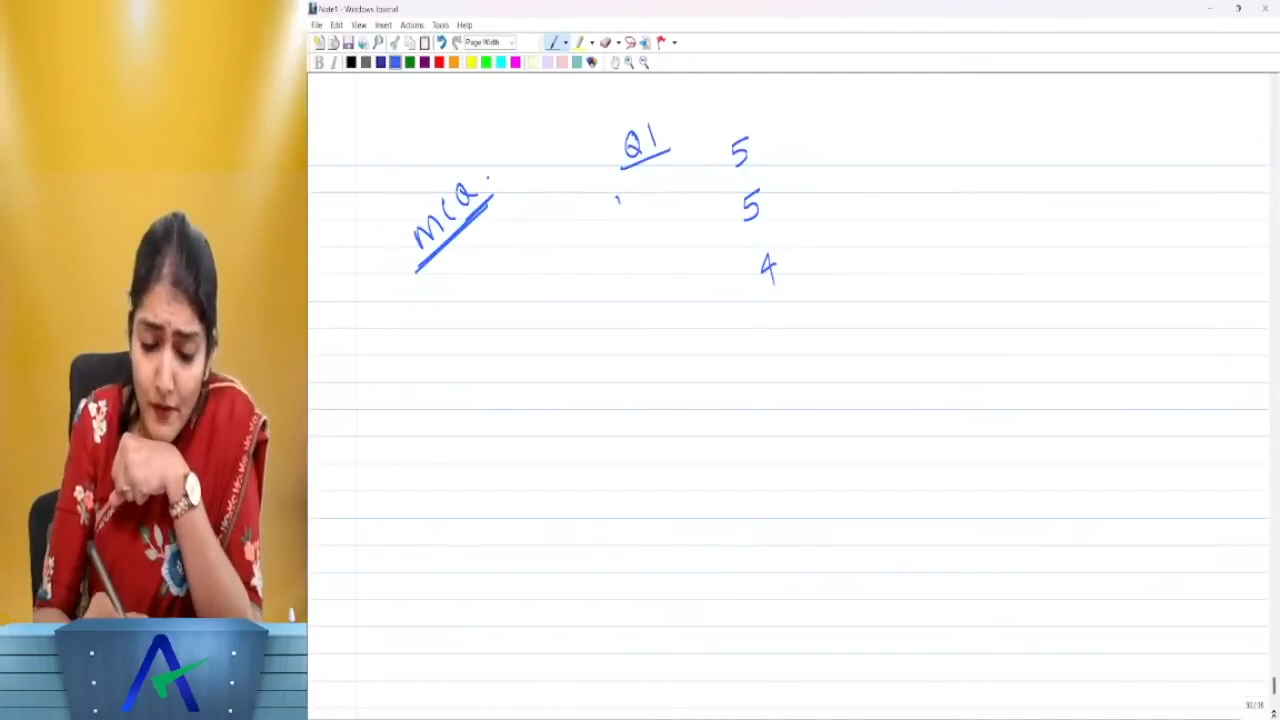 Note1 - Windows Journal
File Edit View Insert Actions Tools Help
Page Width
B I
Q1 5
MCQ.
5
4